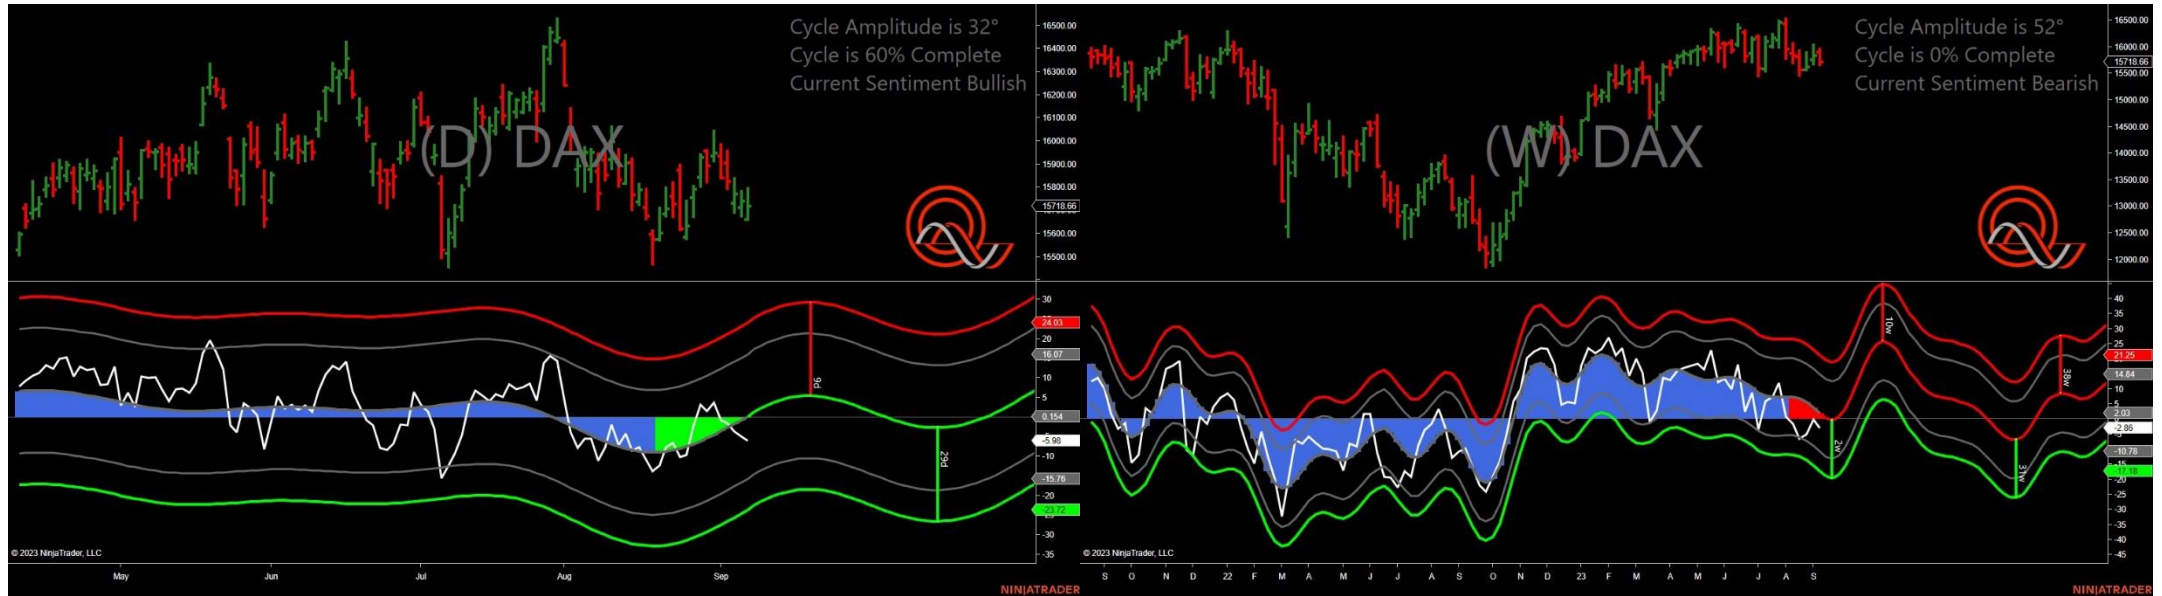 Cycle Amplitude is 32°
Cycle is 60% Complete
Current Sentiment Bullish
(D) DAX
16500.00
16400.00
16300.00
16200.00
16100.00
16000.00
15900.00
15800.00
15718.66
15600.00
15500.00
30
24.03
20
16.07
10
5
0.154
-5.98
-10
-15.76
-20
-23.72
-30
-35
9d
29d
© 2023 NinjaTrader, LLC
May Jun Jul Aug Sep
NINJATRADER
Cycle Amplitude is 52°
Cycle is 0% Complete
Current Sentiment Bearish
(W) DAX
16500.00
16000.00
15718.66
15500.00
15000.00
14500.00
14000.00
13500.00
13000.00
12500.00
12000.00
40
35
30
25
21.25
14.84
10
5
2.03
-2.86
-10.78
-15
-17.18
-20
-25
-30
-35
-40
-45
10w
2w
38w
31w
© 2023 NinjaTrader, LLC
S O N D 22 F M A M J J A S O N D 23 F M A M J J A S
NINJATRADER